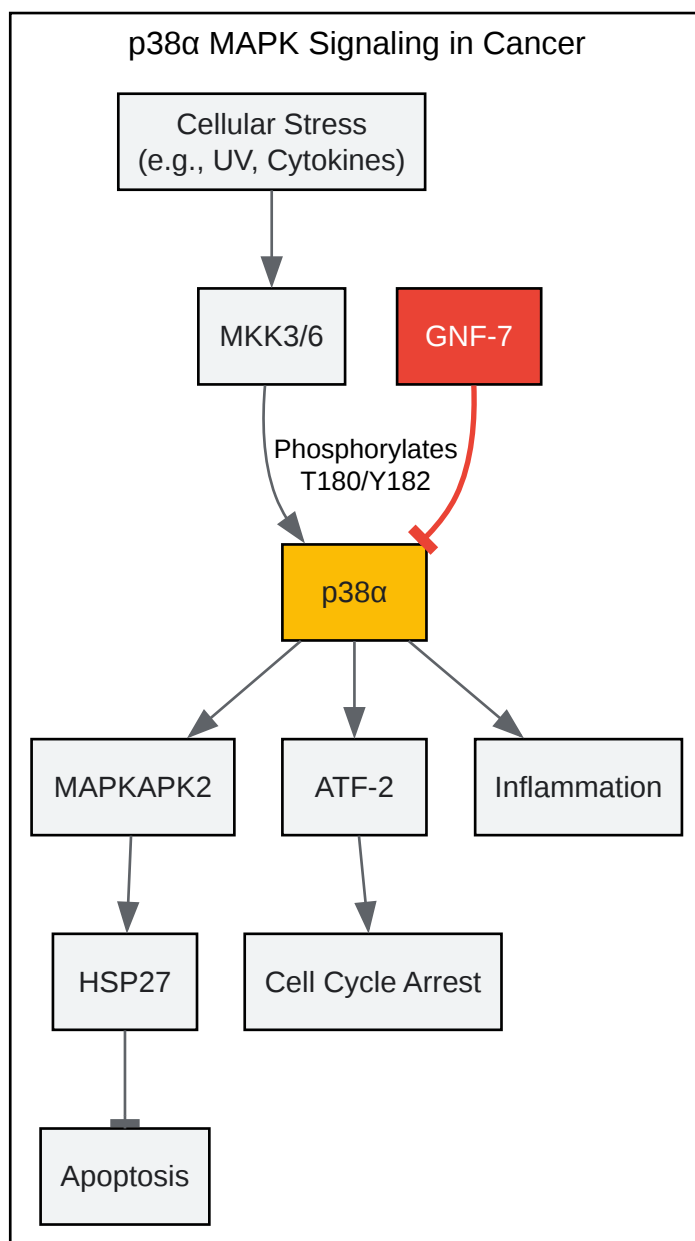 p38α MAPK Signaling in Cancer
Cellular Stress
(e.g., UV, Cytokines)
MKK3/6
GNF-7
Phosphorylates
T180/Y182
p38α
MAPKAPK2
ATF-2
Inflammation
HSP27
Cell Cycle Arrest
Apoptosis